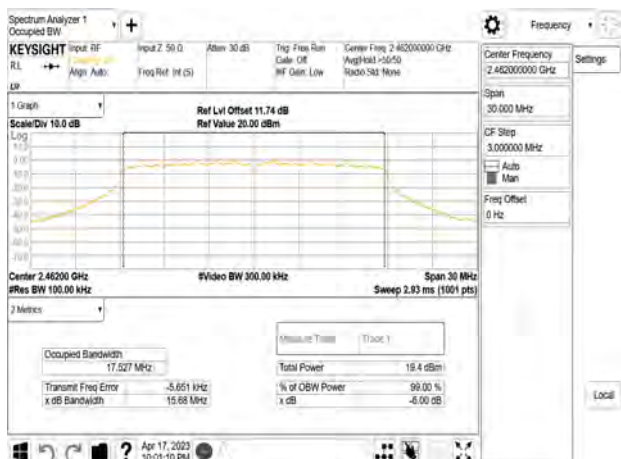 Spectrum Analyzer 1
Occupied BW
Frequency
KEYSIGHT
Input: RF
Input Z: 50 Ω
Atten: 30 dB
Trig: Free Run
Center Freq: 2.462000000 GHz
RL
Gate: Off
Avg|Hold:>50/50
Align: Auto
Freq Ref: Int (S)
#IF Gain: Low
Radio Std: None
1 Graph
Ref Lvl Offset 11.74 dB
Scale/Div 10.0 dB
Ref Value 20.00 dBm
Log
Center 2.46200 GHz
#Video BW 300.00 kHz
Span 30 MHz
#Res BW 100.00 kHz
Sweep 2.93 ms (1001 pts)
2 Metrics
Measure Trace
Trace 1
Occupied Bandwidth
17.527 MHz
Total Power
19.4 dBm
Transmit Freq Error
-5.651 kHz
% of OBW Power
99.00 %
x dB Bandwidth
15.68 MHz
x dB
-6.00 dB
Center Frequency
2.462000000 GHz
Settings
Span
30.000 MHz
CF Step
3.000000 MHz
Auto
Man
Freq Offset
0 Hz
Local
?
Apr 17, 2023
10:01:10 PM